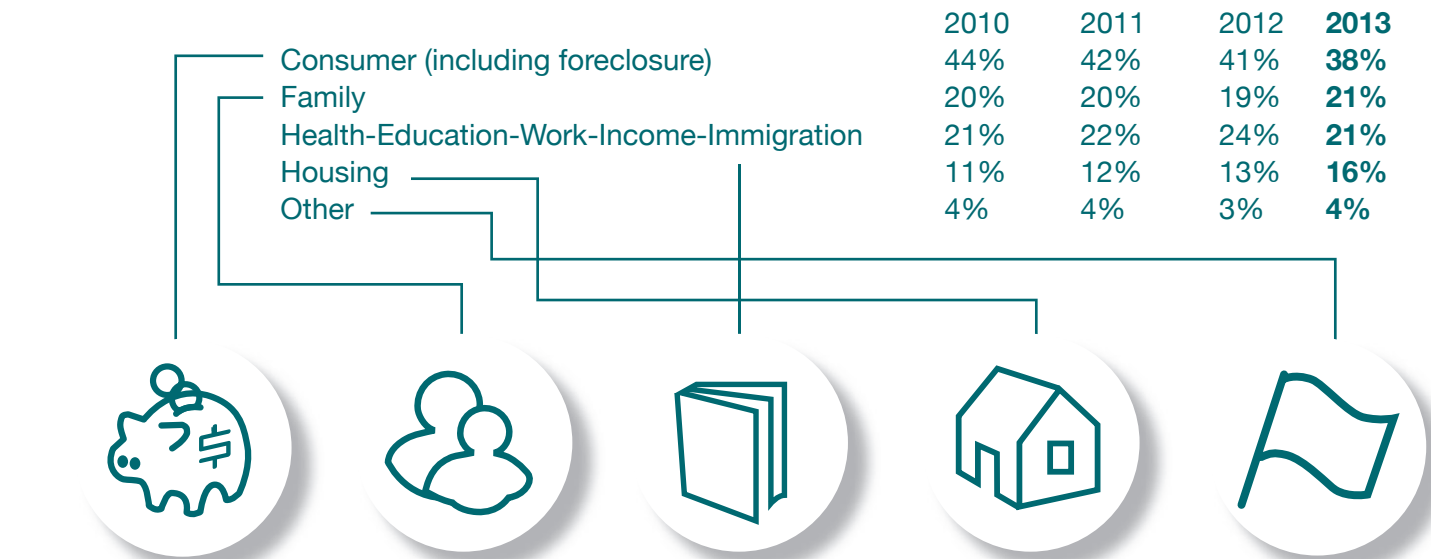 2010 2011 2012 2013
Consumer (including foreclosure) 44% 42% 41% 38%
Family 20% 20% 19% 21%
Health-Education-Work-Income-Immigration 21% 22% 24% 21%
Housing 11% 12% 13% 16%
Other 4% 4% 3% 4%
$